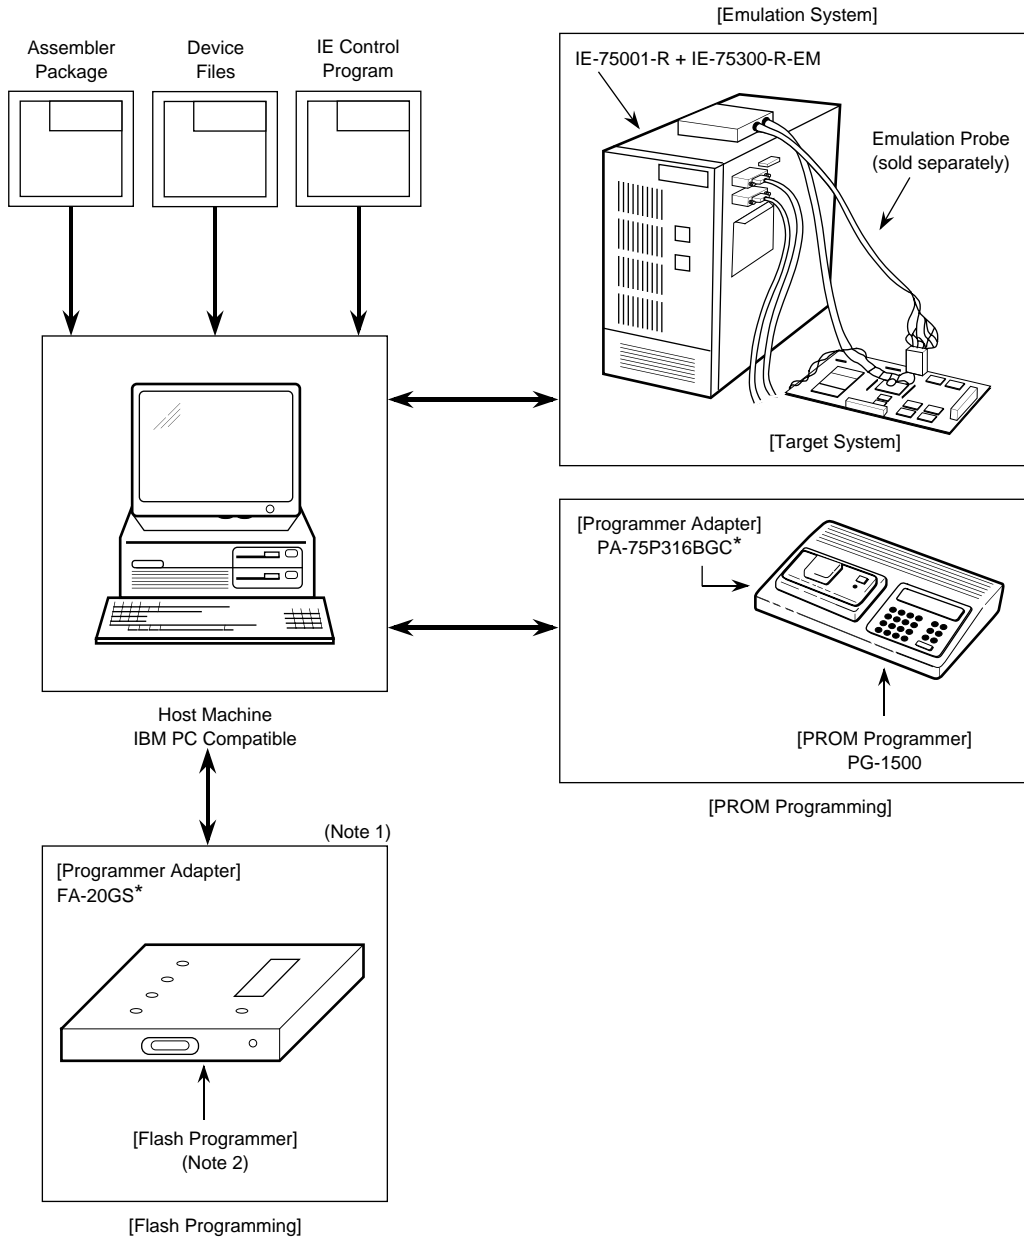 [Emulation System]
Assembler
Package
Device
Files
IE Control
Program
IE-75001-R + IE-75300-R-EM
Emulation Probe
(sold separately)
[Target System]
[Programmer Adapter]
PA-75P316BGC*
[PROM Programmer]
PG-1500
[PROM Programming]
Host Machine
IBM PC Compatible
(Note 1)
[Programmer Adapter]
FA-20GS*
[Flash Programmer]
(Note 2)
[Flash Programming]